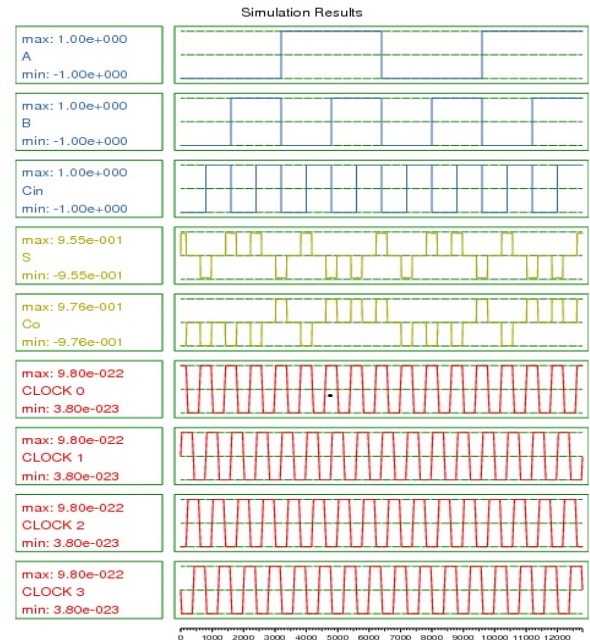 Simulation Results
max: 1.00e+000
A
min: -1.00e+000
max: 1.00e+000
B
min: -1.00e+000
max: 1.00e+000
Cin
min: -1.00e+000
max: 9.55e-001
S
min: -9.55e-001
max: 9.76e-001
Co
min: -9.76e-001
max: 9.80e-022
CLOCK 0
min: 3.80e-023
max: 9.80e-022
CLOCK 1
min: 3.80e-023
max: 9.80e-022
CLOCK 2
min: 3.80e-023
max: 9.80e-022
CLOCK 3
min: 3.80e-023
0 1000 2000 3000 4000 5000 6000 7000 8000 9000 10000 11000 12000